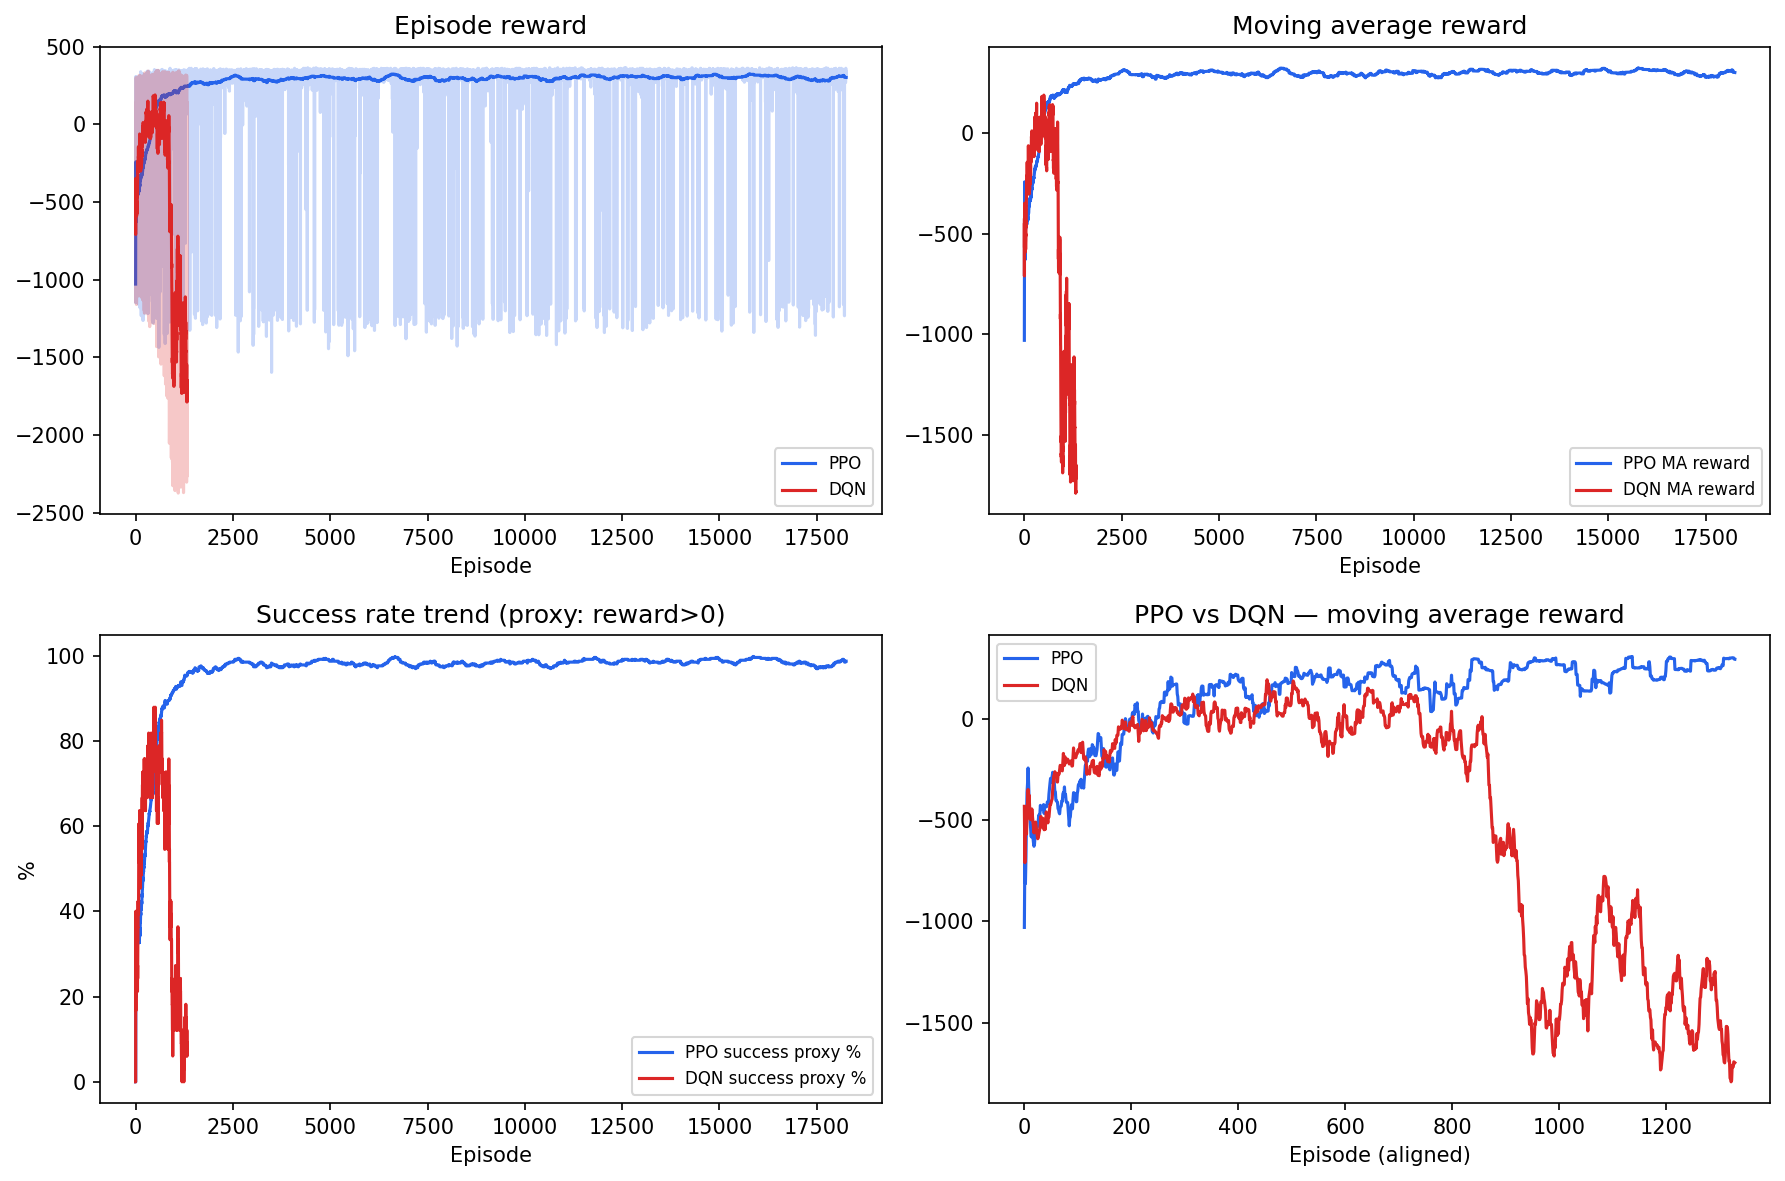 Episode reward
500
0
−500
−1000
−1500
−2000
−2500
PPO
DQN
0 2500 5000 7500 10000 12500 15000 17500
Episode
Moving average reward
0
−500
−1000
−1500
PPO MA reward
DQN MA reward
0 2500 5000 7500 10000 12500 15000 17500
Episode
Success rate trend (proxy: reward>0)
%
100
80
60
40
20
0
PPO success proxy %
DQN success proxy %
0 2500 5000 7500 10000 12500 15000 17500
Episode
PPO vs DQN — moving average reward
PPO
DQN
0
−500
−1000
−1500
0 200 400 600 800 1000 1200
Episode (aligned)